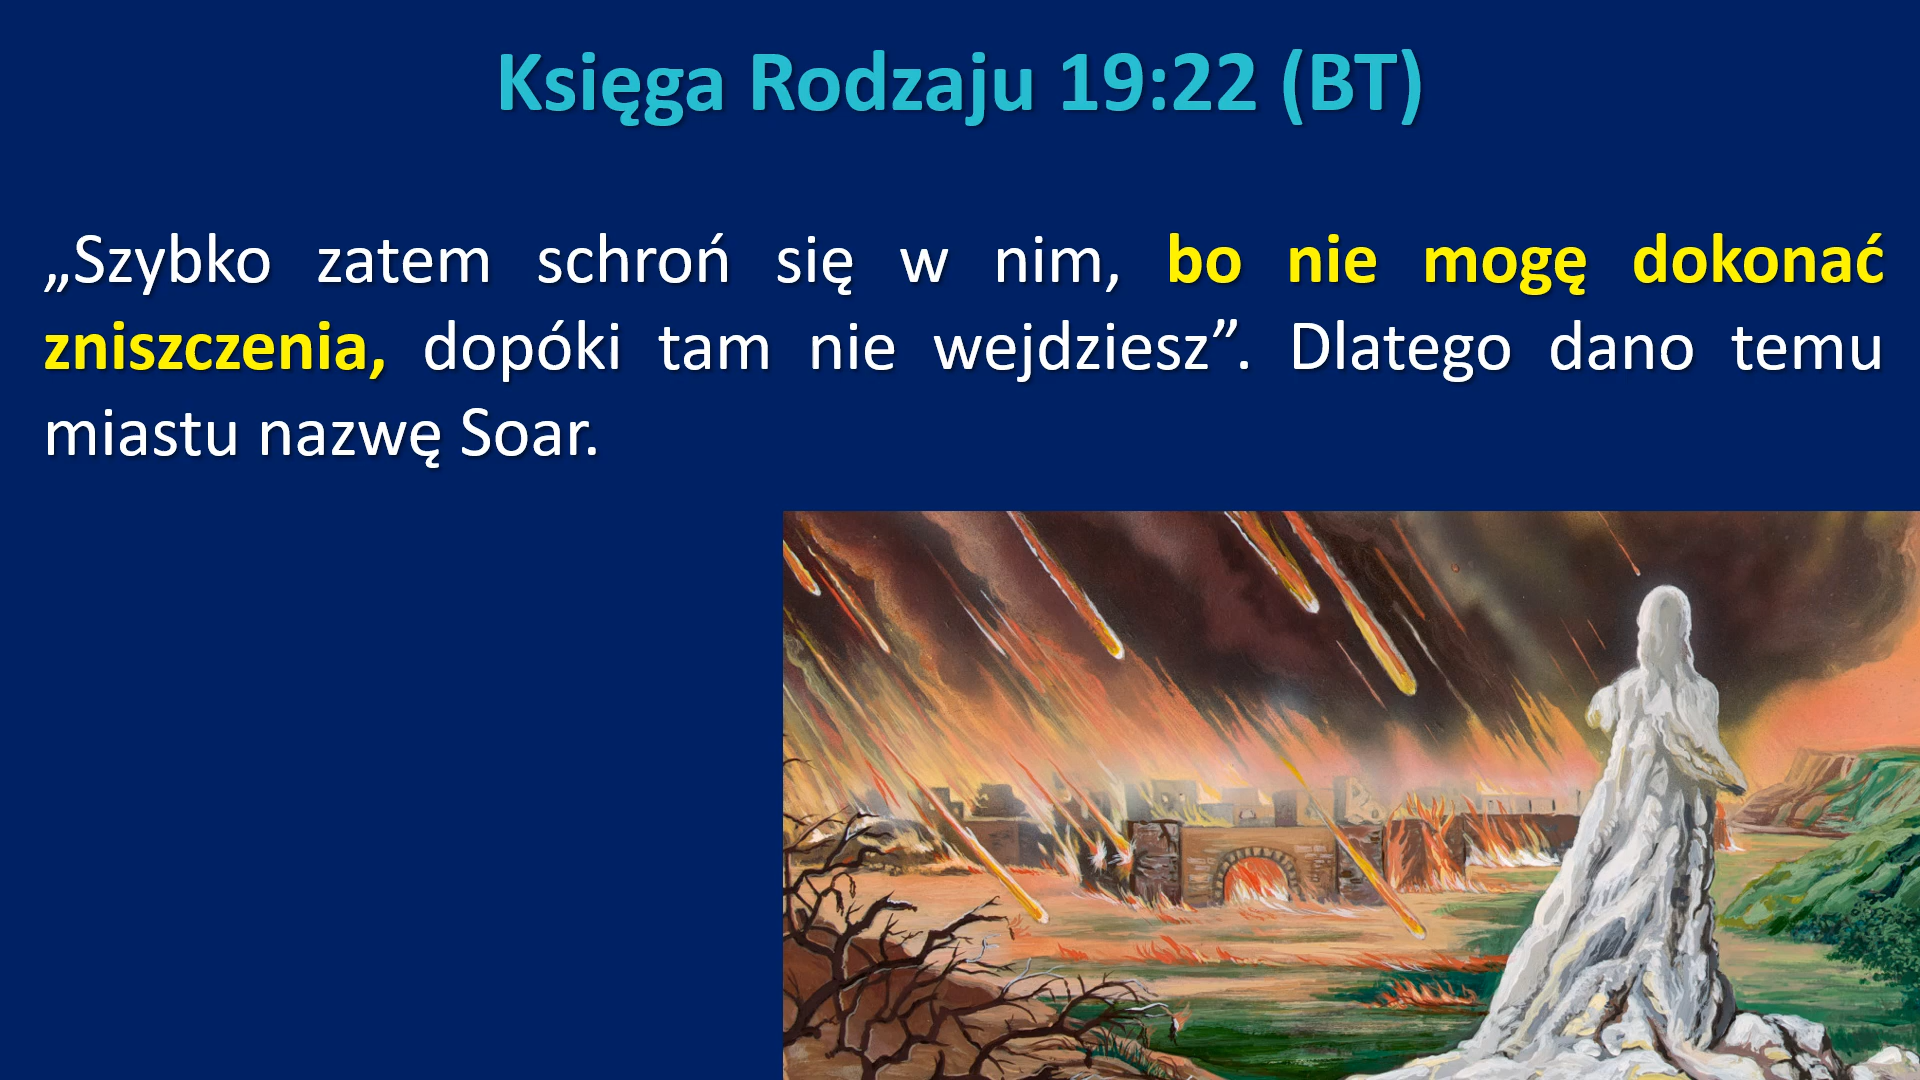 Księga Rodzaju 19:22 (BT)
„Szybko zatem schroń się w nim, bo nie mogę dokonać
zniszczenia, dopóki tam nie wejdziesz”. Dlatego dano temu
miastu nazwę Soar.